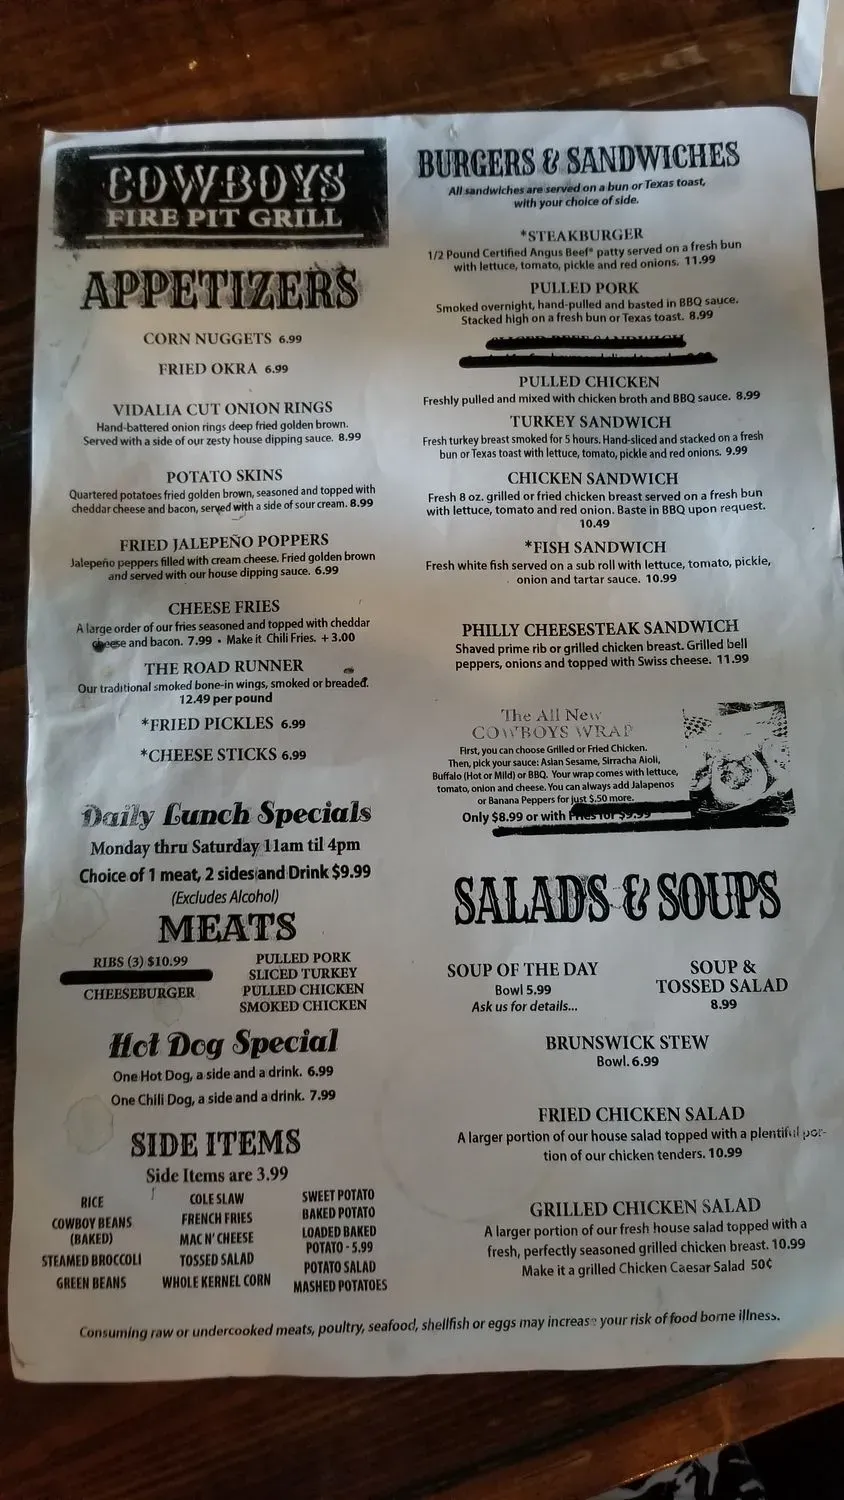 COWBOYS
FIRE PIT GRILL
APPETIZERS
CORN NUGGETS 6.99
FRIED OKRA 6.99
VIDALIA CUT ONION RINGS
Hand-battered onion rings deep fried golden brown.
Served with a side of our zesty house dipping sauce. 8.99
POTATO SKINS
Quartered potatoes fried golden brown, seasoned and topped with
cheddar cheese and bacon, served with a side of sour cream. 8.99
FRIED JALEPEÑO POPPERS
Jalepeño peppers filled with cream cheese. Fried golden brown
and served with our house dipping sauce. 6.99
CHEESE FRIES
A large order of our fries seasoned and topped with cheddar
cheese and bacon. 7.99 • Make it Chili Fries. + 3.00
THE ROAD RUNNER
Our traditional smoked bone-in wings, smoked or breaded.
12.49 per pound
*FRIED PICKLES 6.99
*CHEESE STICKS 6.99
Daily Lunch Specials
Monday thru Saturday 11am til 4pm
Choice of 1 meat, 2 sides and Drink $9.99
(Excludes Alcohol)
MEATS
RIBS (3) $10.99
CHEESEBURGER
PULLED PORK
SLICED TURKEY
PULLED CHICKEN
SMOKED CHICKEN
Hot Dog Special
One Hot Dog, a side and a drink. 6.99
One Chili Dog, a side and a drink. 7.99
SIDE ITEMS
Side Items are 3.99
RICE
COWBOY BEANS
(BAKED)
STEAMED BROCCOLI
GREEN BEANS
COLE SLAW
FRENCH FRIES
MAC N' CHEESE
TOSSED SALAD
WHOLE KERNEL CORN
SWEET POTATO
BAKED POTATO
LOADED BAKED
POTATO - 5.99
POTATO SALAD
MASHED POTATOES
BURGERS & SANDWICHES
All sandwiches are served on a bun or Texas toast,
with your choice of side.
*STEAKBURGER
1/2 Pound Certified Angus Beef® patty served on a fresh bun
with lettuce, tomato, pickle and red onions. 11.99
PULLED PORK
Smoked overnight, hand-pulled and basted in BBQ sauce.
Stacked high on a fresh bun or Texas toast. 8.99
SLICED BEEF SANDWICH
PULLED CHICKEN
Freshly pulled and mixed with chicken broth and BBQ sauce. 8.99
TURKEY SANDWICH
Fresh turkey breast smoked for 5 hours. Hand-sliced and stacked on a fresh
bun or Texas toast with lettuce, tomato, pickle and red onions. 9.99
CHICKEN SANDWICH
Fresh 8 oz. grilled or fried chicken breast served on a fresh bun
with lettuce, tomato and red onion. Baste in BBQ upon request.
10.49
*FISH SANDWICH
Fresh white fish served on a sub roll with lettuce, tomato, pickle,
onion and tartar sauce. 10.99
PHILLY CHEESESTEAK SANDWICH
Shaved prime rib or grilled chicken breast. Grilled bell
peppers, onions and topped with Swiss cheese. 11.99
The All New
COWBOYS WRAP
First, you can choose Grilled or Fried Chicken.
Then, pick your sauce: Asian Sesame, Sirracha Aioli,
Buffalo (Hot or Mild) or BBQ. Your wrap comes with lettuce,
tomato, onion and cheese. You can always add Jalapenos
or Banana Peppers for just $.50 more.
Only $8.99 or with Fries for $9.99
SALADS & SOUPS
SOUP OF THE DAY
Bowl 5.99
Ask us for details...
SOUP &
TOSSED SALAD
8.99
BRUNSWICK STEW
Bowl. 6.99
FRIED CHICKEN SALAD
A larger portion of our house salad topped with a plentiful por-
tion of our chicken tenders. 10.99
GRILLED CHICKEN SALAD
A larger portion of our fresh house salad topped with a
fresh, perfectly seasoned grilled chicken breast. 10.99
Make it a grilled Chicken Caesar Salad 50¢
Consuming raw or undercooked meats, poultry, seafood, shellfish or eggs may increase your risk of food borne illness.